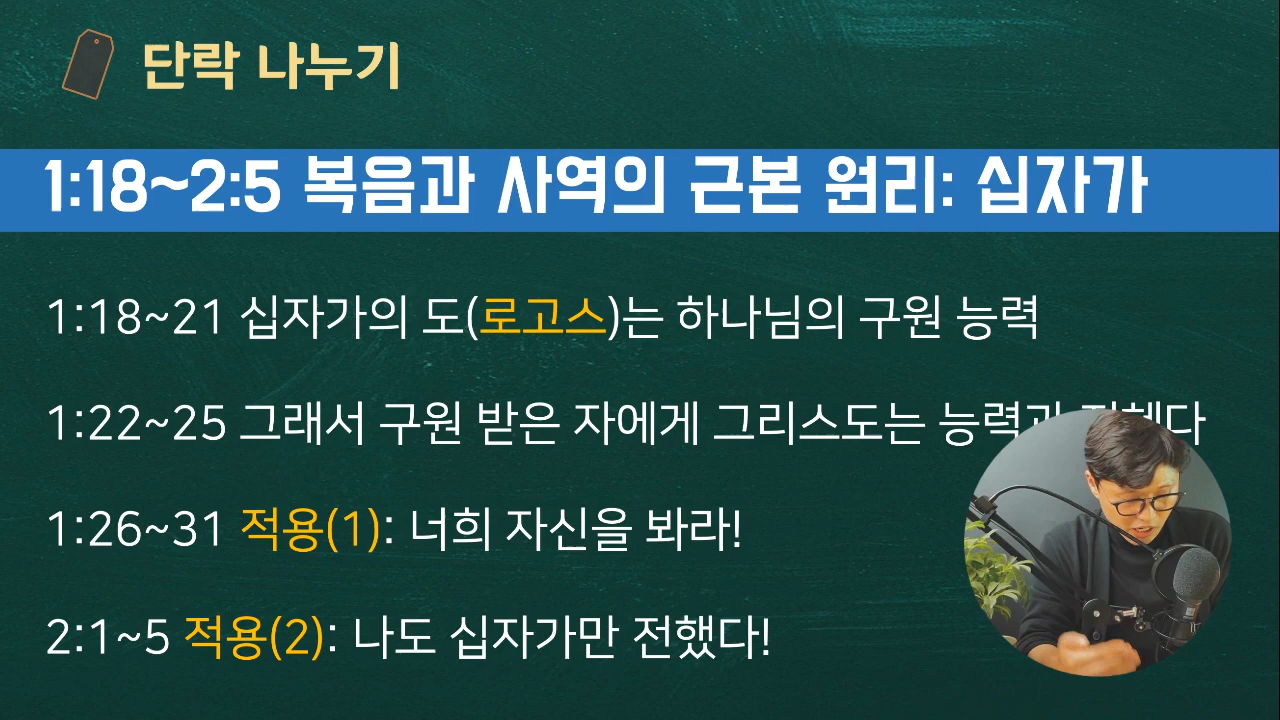 단락 나누기
1:18~2:5 복음과 사역의 근본 원리: 십자가
1:18~21 십자가의 도(로고스)는 하나님의 구원 능력
1:22~25 그래서 구원 받은 자에게 그리스도는
1:26~31 적용(1): 너희 자신을 봐라!
2:1~5 적용(2): 나도 십자가만 전했다!